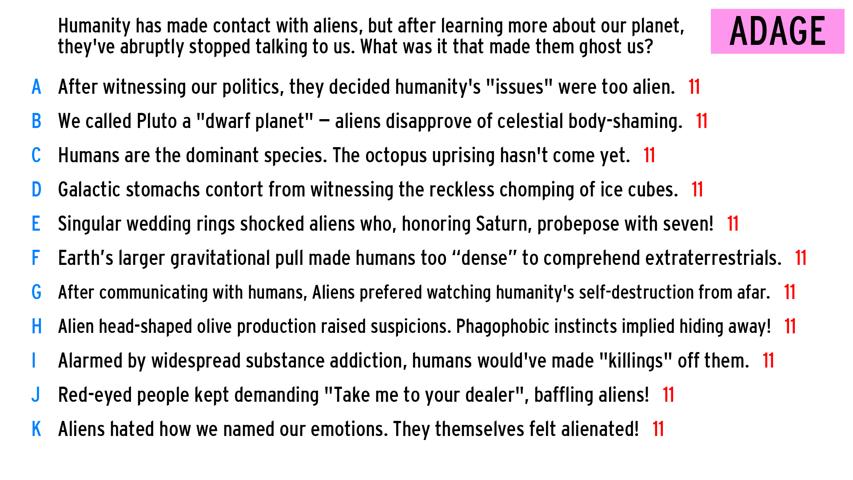 Humanity has made contact with aliens, but after learning more about our planet,
they've abruptly stopped talking to us. What was it that made them ghost us?
ADAGE
A After witnessing our politics, they decided humanity's "issues" were too alien. 11
B We called Pluto a "dwarf planet" – aliens disapprove of celestial body-shaming. 11
C Humans are the dominant species. The octopus uprising hasn't come yet. 11
D Galactic stomachs contort from witnessing the reckless chomping of ice cubes. 11
E Singular wedding rings shocked aliens who, honoring Saturn, probepose with seven! 11
F Earth’s larger gravitational pull made humans too “dense” to comprehend extraterrestrials. 11
G After communicating with humans, Aliens prefered watching humanity's self-destruction from afar. 11
H Alien head-shaped olive production raised suspicions. Phagophobic instincts implied hiding away! 11
I Alarmed by widespread substance addiction, humans would've made "killings" off them. 11
J Red-eyed people kept demanding "Take me to your dealer", baffling aliens! 11
K Aliens hated how we named our emotions. They themselves felt alienated! 11